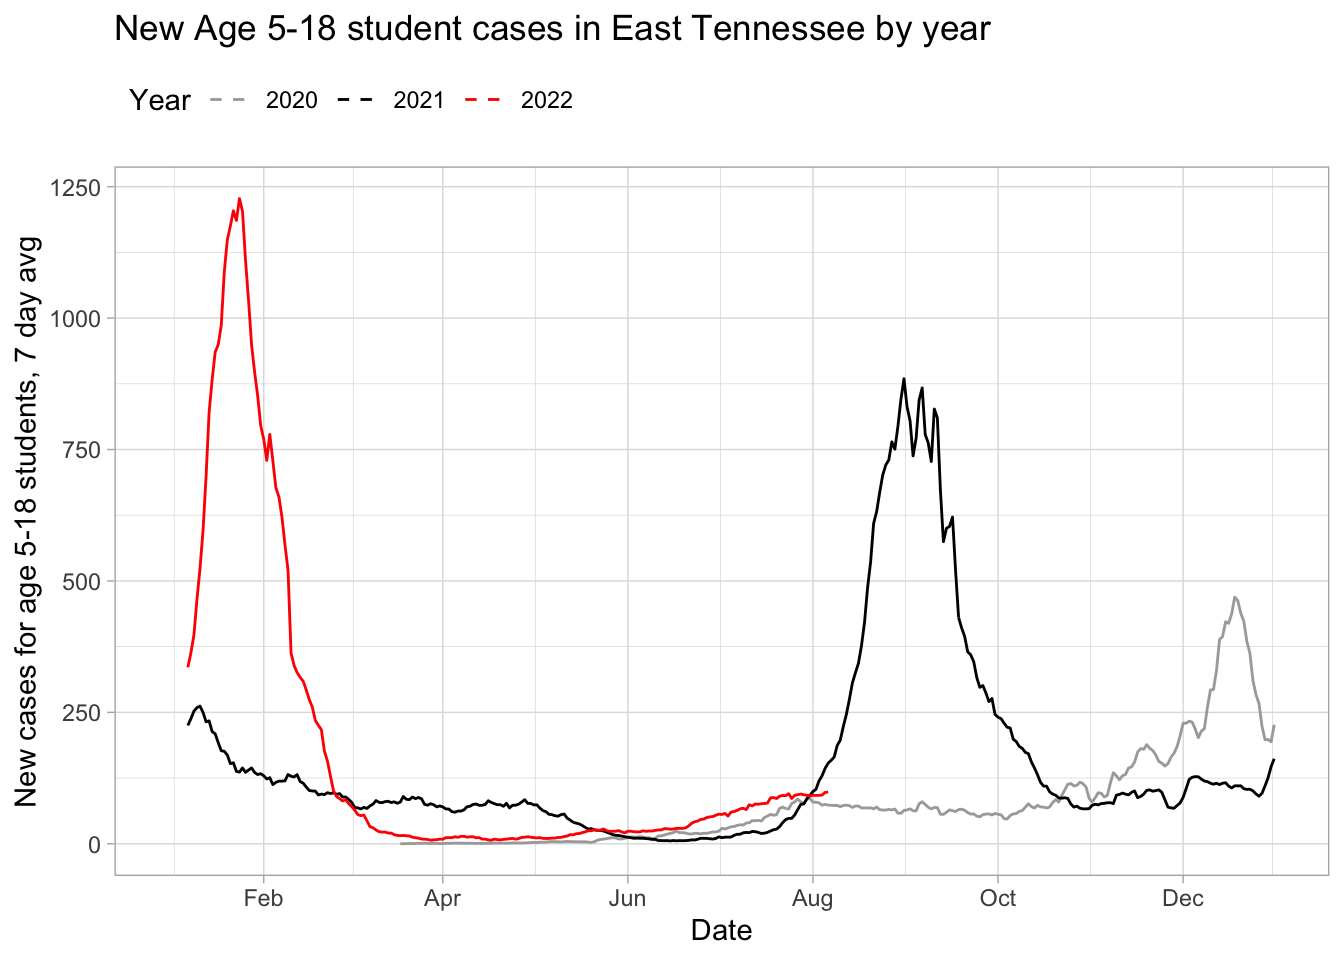 New Age 5-18 student cases in East Tennessee by year
Year 2020 2021 2022
New cases for age 5-18 students, 7 day avg
1250
1000
750
500
250
0
Feb Apr Jun Aug Oct Dec
Date